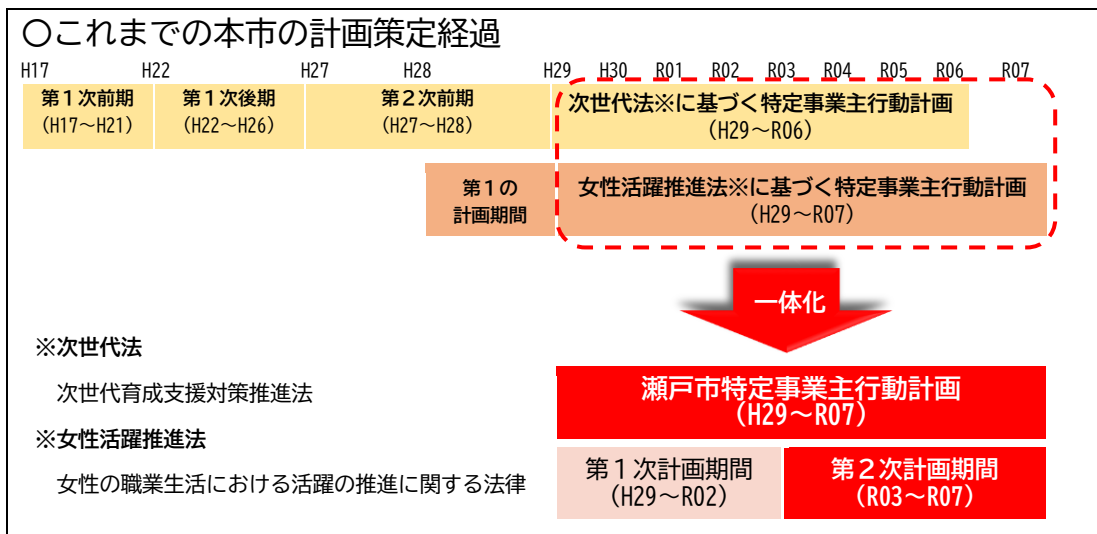 〇これまでの本市の計画策定経過
H17 H22 H27 H28 H29 H30 R01 R02 R03 R04 R05 R06 R07
第1次前期
(H17～H21)
第1次後期
(H22～H26)
第2次前期
(H27～H28)
次世代法※に基づく特定事業主行動計画
(H29～R06)
第1の
計画期間
女性活躍推進法※に基づく特定事業主行動計画
(H29～R07)
一体化
※次世代法
次世代育成支援対策推進法
※女性活躍推進法
女性の職業生活における活躍の推進に関する法律
瀬戸市特定事業主行動計画
(H29～R07)
第1次計画期間
(H29～R02)
第2次計画期間
(R03～R07)